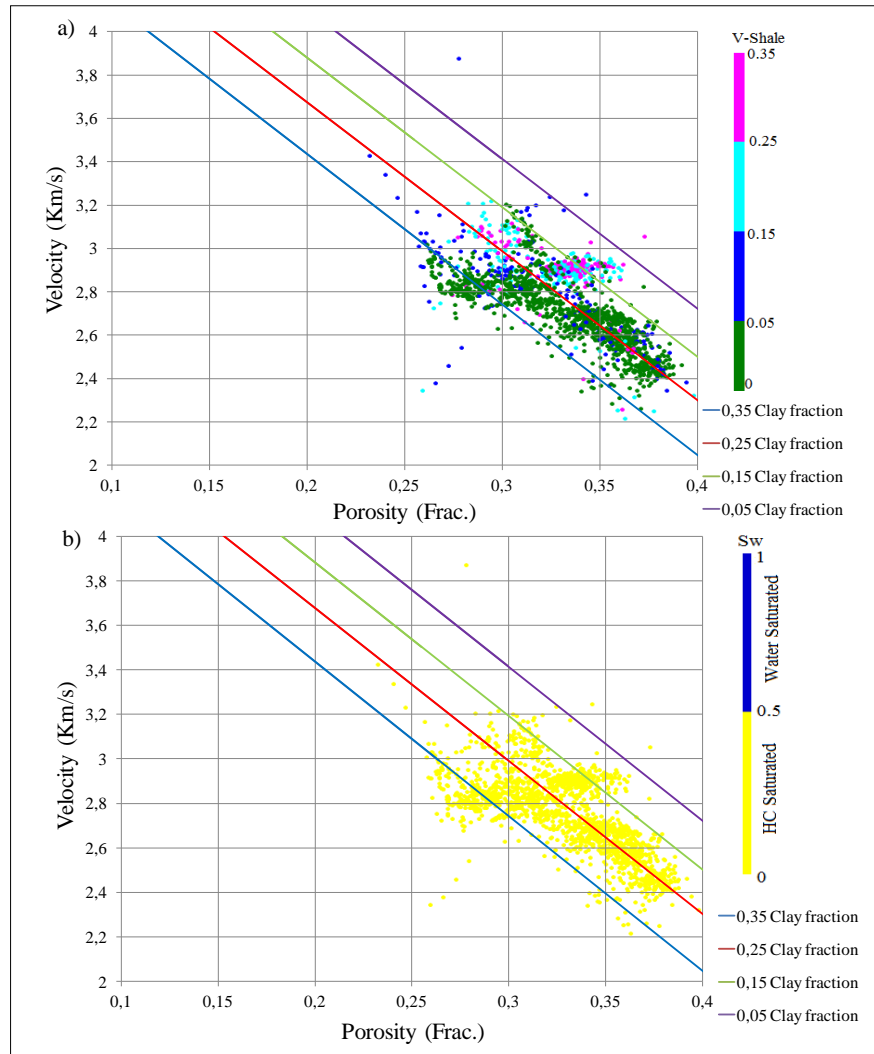 a)
V-Shale
0.35
0.25
0.15
0.05
0
4
3,8
3,6
3,4
3,2
3
2,8
2,6
2,4
2,2
2
Velocity (Km/s)
0,1
0,15
0,2
0,25
0,3
0,35
0,4
Porosity (Frac.)
0,35 Clay fraction
0,25 Clay fraction
0,15 Clay fraction
0,05 Clay fraction
b)
Sw
1
Water Saturated
0.5
HC Saturated
0
4
3,8
3,6
3,4
3,2
3
2,8
2,6
2,4
2,2
2
Velocity (Km/s)
0,1
0,15
0,2
0,25
0,3
0,35
0,4
Porosity (Frac.)
0,35 Clay fraction
0,25 Clay fraction
0,15 Clay fraction
0,05 Clay fraction